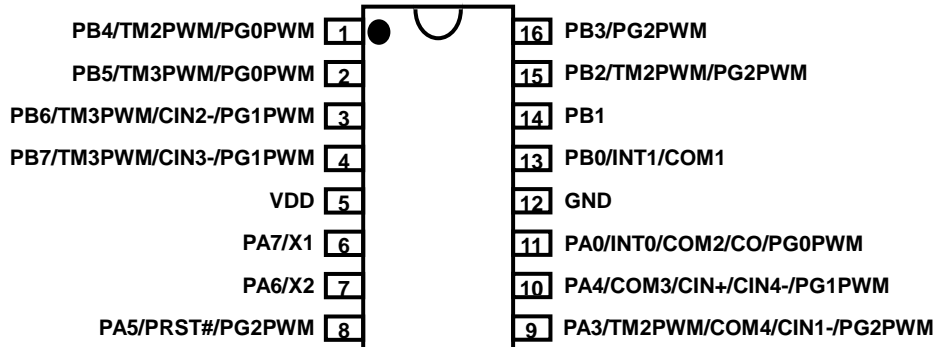 PB4/TM2PWM/PG0PWM 1 16 PB3/PG2PWM
PB5/TM3PWM/PG0PWM 2 15 PB2/TM2PWM/PG2PWM
PB6/TM3PWM/CIN2-/PG1PWM 3 14 PB1
PB7/TM3PWM/CIN3-/PG1PWM 4 13 PB0/INT1/COM1
VDD 5 12 GND
PA7/X1 6 11 PA0/INT0/COM2/CO/PG0PWM
PA6/X2 7 10 PA4/COM3/CIN+/CIN4-/PG1PWM
PA5/PRST#/PG2PWM 8 9 PA3/TM2PWM/COM4/CIN1-/PG2PWM